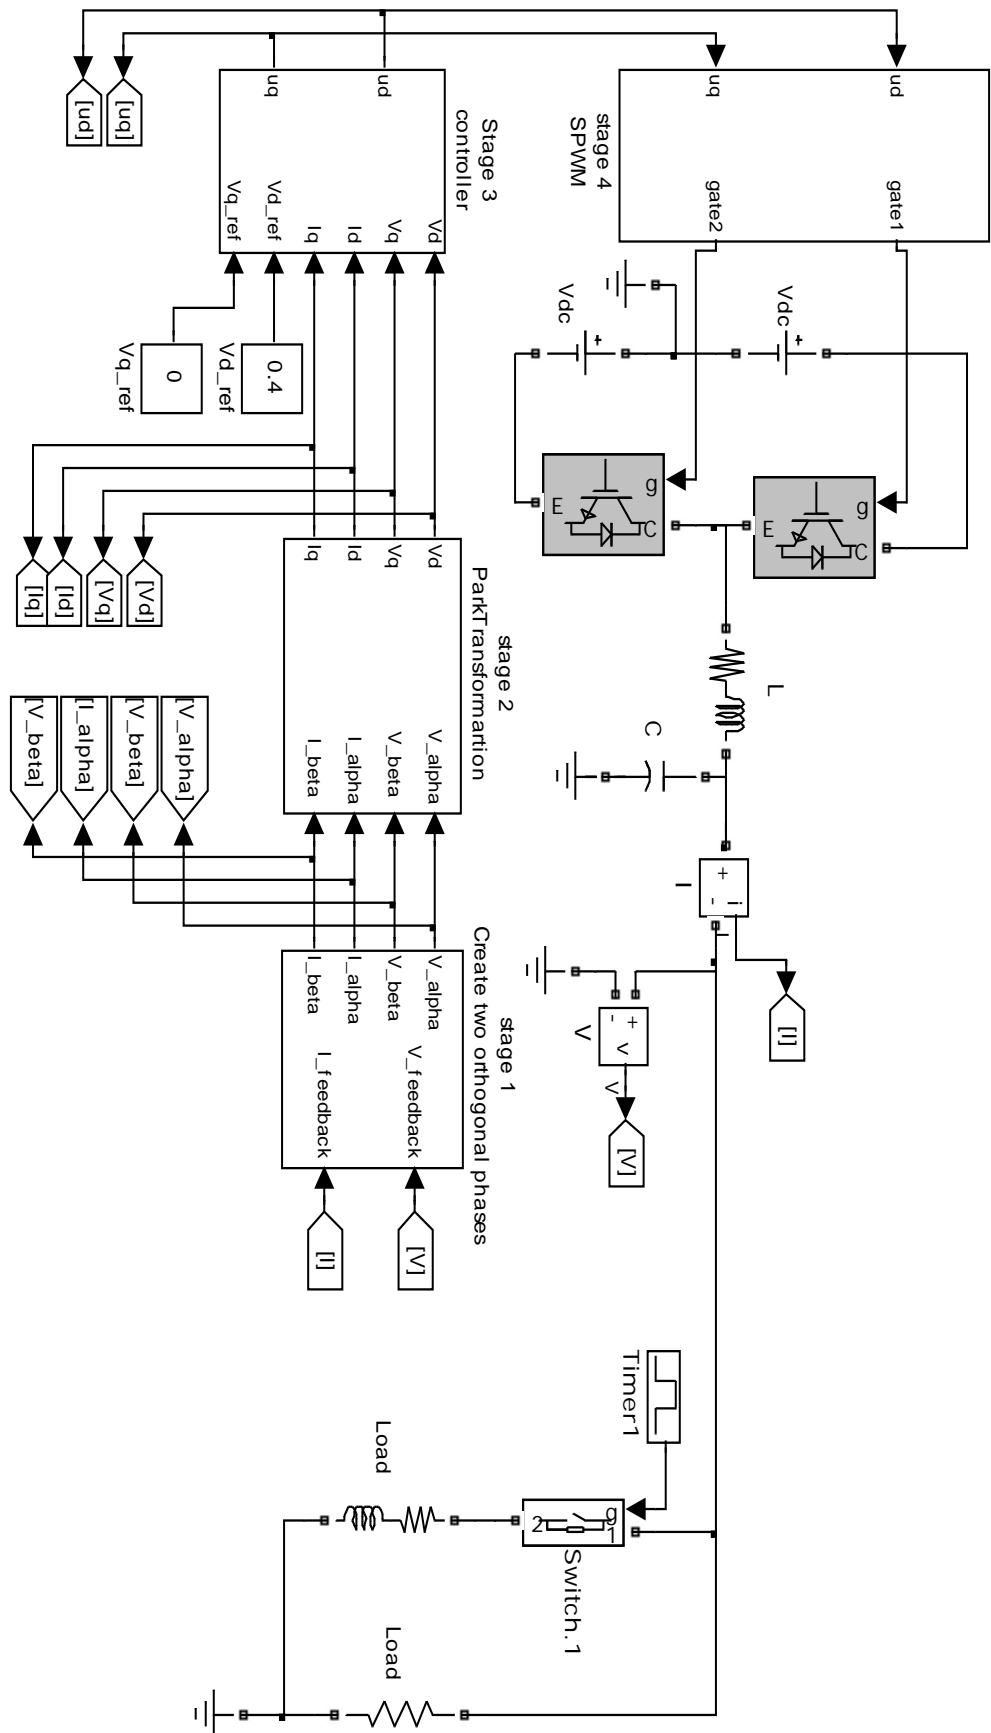 ud
uq
gate1
gate2
stage 4
SPWM
Vdc
+
Vdc
+
g
C
E
g
C
E
L
C
+
-
i
I
[I]
+
-
v
V
V
[V]
Timer1
g
1
2
Switch.1
Load
Load
[ud]
[uq]
uq
ud
Stage 3
controller
Vd
Vq
Id
Iq
Vd_ref
Vq_ref
0.4
Vd_ref
0
Vq_ref
[Vd]
[Vq]
[Id]
[Iq]
stage 2
ParkTransformartion
Vd
Vq
Id
Iq
V_alpha
V_beta
I_alpha
I_beta
[V_alpha]
[V_beta]
[I_alpha]
[V_beta]
stage 1
Create two orthogonal phases
V_alpha
V_beta
I_alpha
I_beta
V_feedback
I_feedback
[V]
[I]